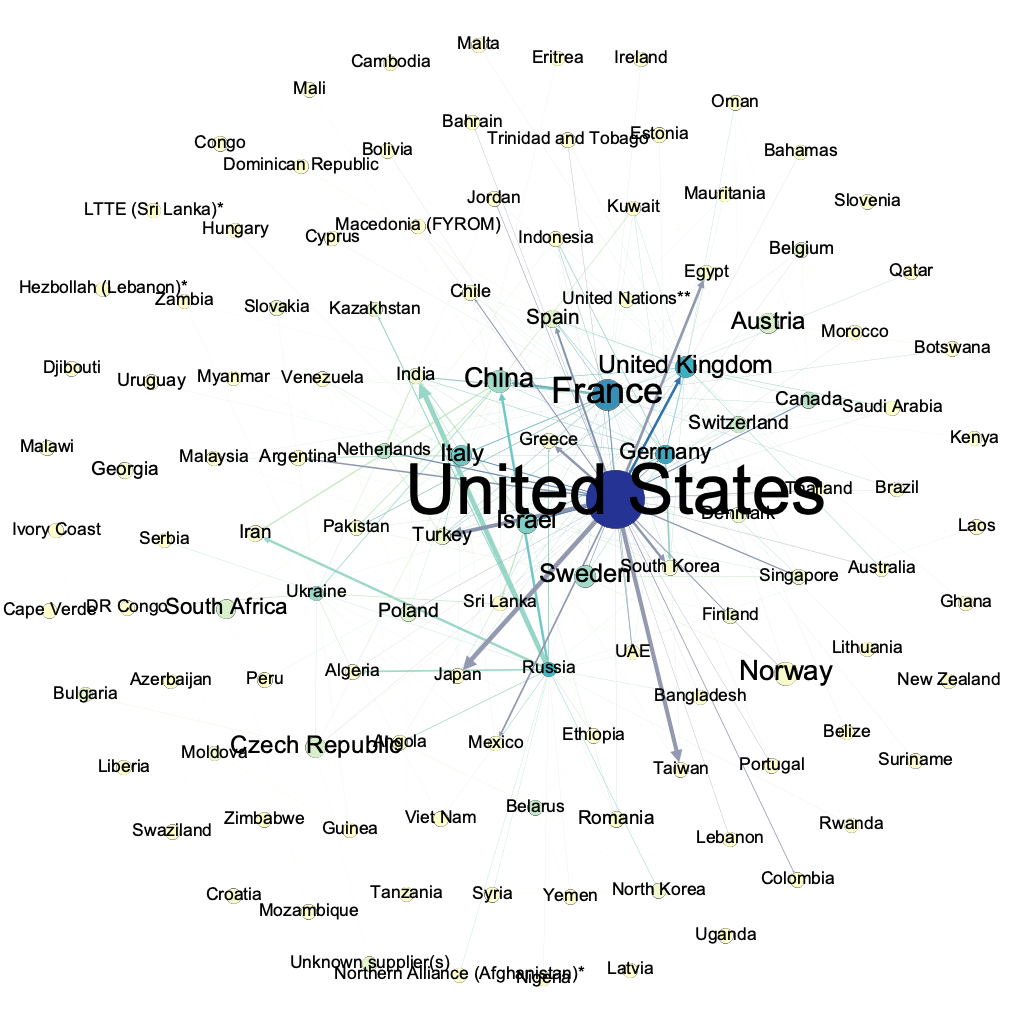 Malta
Eritrea
Ireland
Cambodia
Mali
Oman
Bahrain
Trinidad and Tobago
Estonia
Congo
Bolivia
Bahamas
Dominican Republic
Jordan
Mauritania
Slovenia
LTTE (Sri Lanka)*
Kuwait
Hungary
Macedonia (FYROM)
Cyprus
Indonesia
Belgium
Egypt
Qatar
Hezbollah (Lebanon)*
Zambia
Chile
United Nations**
Slovakia
Kazakhstan
Spain
Austria
Morocco
Botswana
Djibouti
Uruguay
Myanmar
Venezuela
India
China
United Kingdom
France
Canada
Saudi Arabia
Switzerland
Kenya
Malawi
Georgia
Malaysia
Argentina
Netherlands
Italy
Greece
Germany
United States
Thailand
Brazil
Ivory Coast
Serbia
Iran
Pakistan
Turkey
Israel
Denmark
Laos
Sweden
South Korea
Singapore
Australia
Cape Verde
DR Congo
South Africa
Ukraine
Poland
Sri Lanka
Finland
Ghana
UAE
Lithuania
Bulgaria
Azerbaijan
Peru
Algeria
Japan
Russia
Norway
New Zealand
Bangladesh
Liberia
Moldova
Czech Republic
Angola
Mexico
Ethiopia
Belize
Taiwan
Portugal
Suriname
Swaziland
Zimbabwe
Guinea
Viet Nam
Belarus
Romania
Lebanon
Rwanda
Croatia
Mozambique
Tanzania
Syria
Yemen
North Korea
Colombia
Uganda
Unknown supplier(s)
Northern Alliance (Afghanistan)*
Nigeria
Latvia